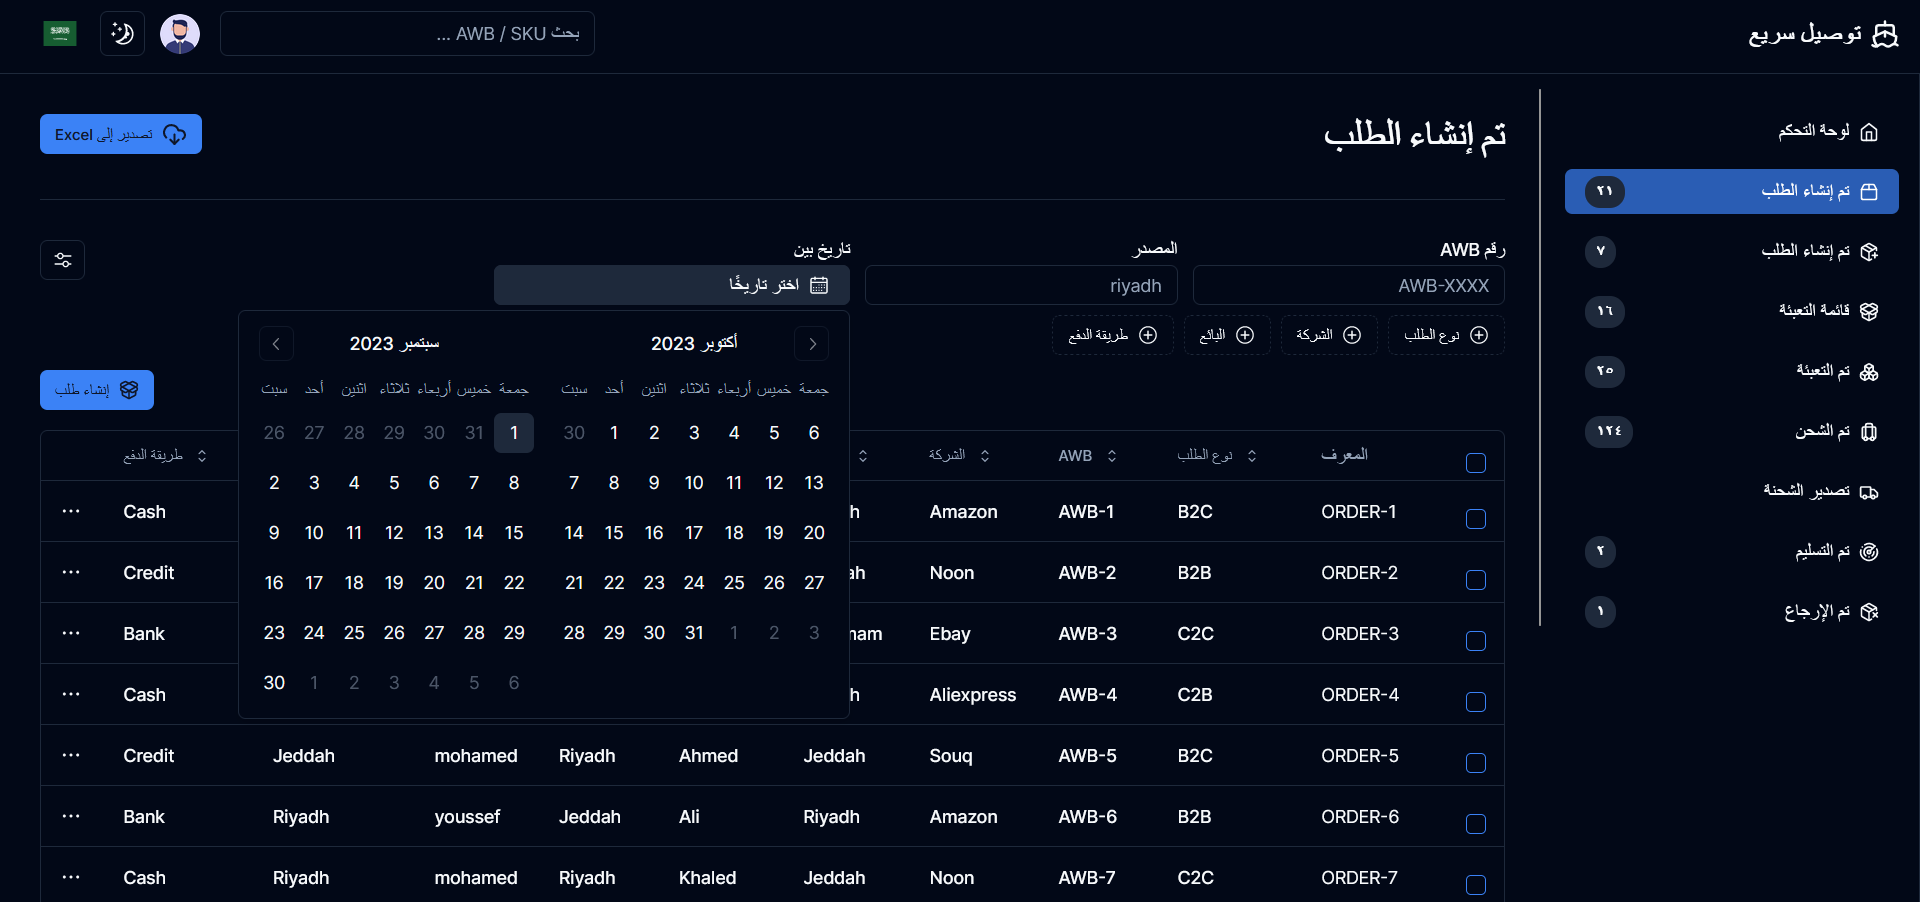 توصيل سريع
بحث AWB / SKU ...
لوحة التحكم
تم إنشاء الطلب ٢١
تم إنشاء الطلب ٧
قائمة التعبئة ١٦
تم التعبئة ٢٥
تم الشحن ١٢٤
تصدير الشحنة
تم التسليم ٢
تم الإرجاع ١
تم إنشاء الطلب
تصدير إلى Excel
رقم AWB
AWB-XXXX
المصدر
riyadh
تاريخ بين
اختر تاريخًا
نوع الطلب
الشركة
البائع
طريقة الدفع
إنشاء طلب
أكتوبر 2023
سبت أحد اثنين ثلاثاء أربعاء خميس جمعة
30 1 2 3 4 5 6
7 8 9 10 11 12 13
14 15 16 17 18 19 20
21 22 23 24 25 26 27
28 29 30 31 1 2 3
سبتمبر 2023
سبت أحد اثنين ثلاثاء أربعاء خميس جمعة
26 27 28 29 30 31 1
2 3 4 5 6 7 8
9 10 11 12 13 14 15
16 17 18 19 20 21 22
23 24 25 26 27 28 29
30 1 2 3 4 5 6
المعرف نوع الطلب AWB الشركة طريقة الدفع
ORDER-1 B2C AWB-1 Amazon Cash
ORDER-2 B2B AWB-2 Noon Credit
ORDER-3 C2C AWB-3 Ebay Bank
ORDER-4 C2B AWB-4 Aliexpress Cash
ORDER-5 B2C AWB-5 Souq Jeddah Ahmed Riyadh mohamed Jeddah Credit
ORDER-6 B2B AWB-6 Amazon Riyadh Ali Jeddah youssef Riyadh Bank
ORDER-7 C2C AWB-7 Noon Jeddah Khaled Riyadh mohamed Riyadh Cash